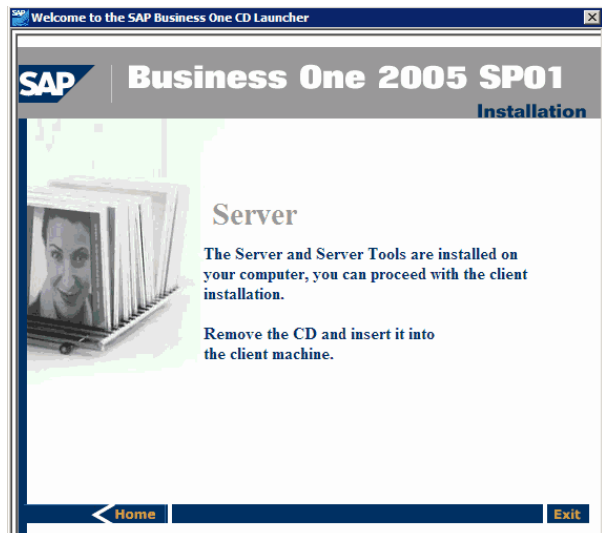 Welcome to the SAP Business One CD Launcher
SAP
Business One 2005 SP01
Installation
Server
The Server and Server Tools are installed on
your computer, you can proceed with the client
installation.
Remove the CD and insert it into
the client machine.
Home
Exit